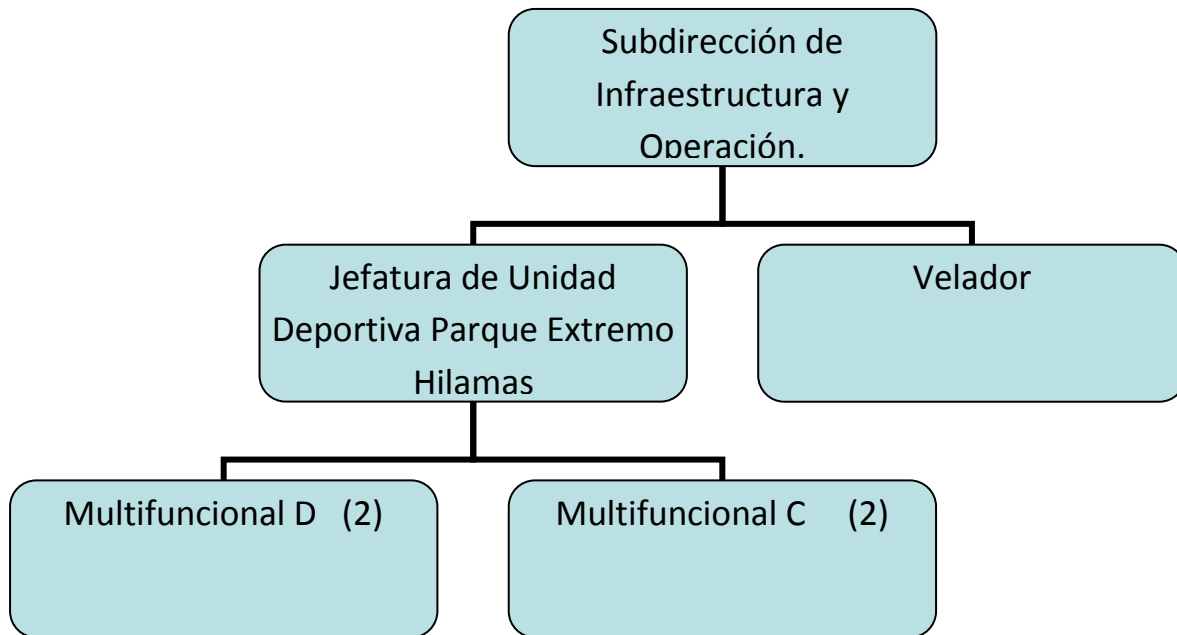 Subdirección de
Infraestructura y
Operación.
Jefatura de Unidad
Deportiva Parque Extremo
Hilamas
Velador
Multifuncional D (2)
Multifuncional C (2)